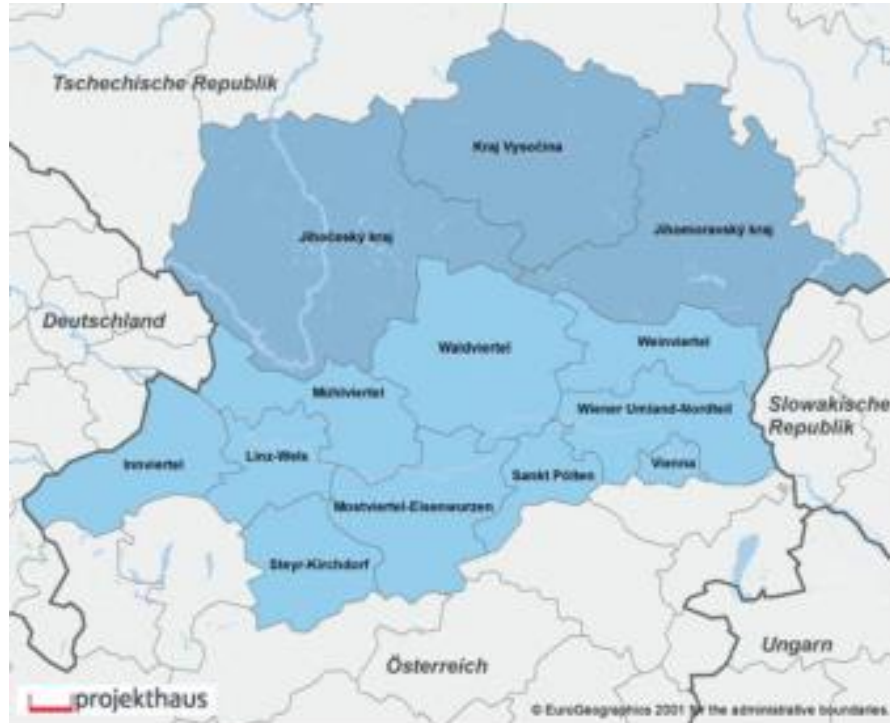 Tschechische Republik
Kraj Vysočina
Jihočeský kraj
Jihomoravský kraj
Deutschland
Waldviertel
Weinviertel
Mühlviertel
Wiener Umland-Nordteil
Slowakische
Republik
Innviertel
Linz-Wels
Sankt Pölten
Vienna
Mostviertel-Eisenwurzen
Steyr-Kirchdorf
Österreich
Ungarn
projekthaus
© EuroGeographics 2001 for the administrative boundaries